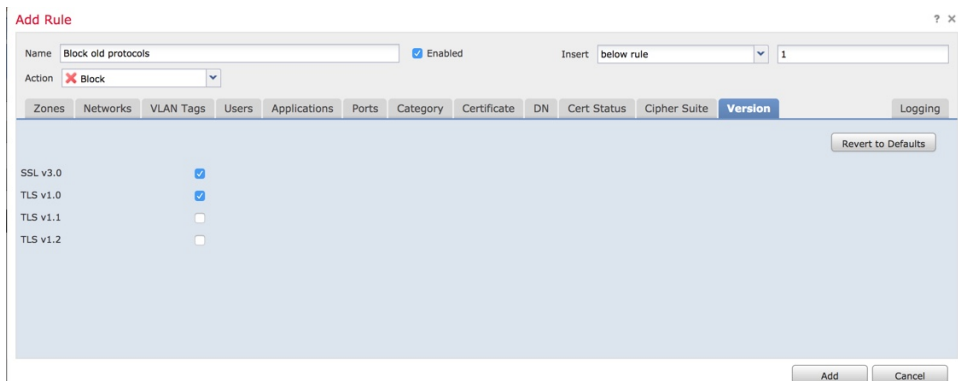 Add Rule ? ×
Name Block old protocols Enabled Insert below rule 1
Action Block
Zones Networks VLAN Tags Users Applications Ports Category Certificate DN Cert Status Cipher Suite Version Logging
Revert to Defaults
SSL v3.0
TLS v1.0
TLS v1.1
TLS v1.2
Add Cancel